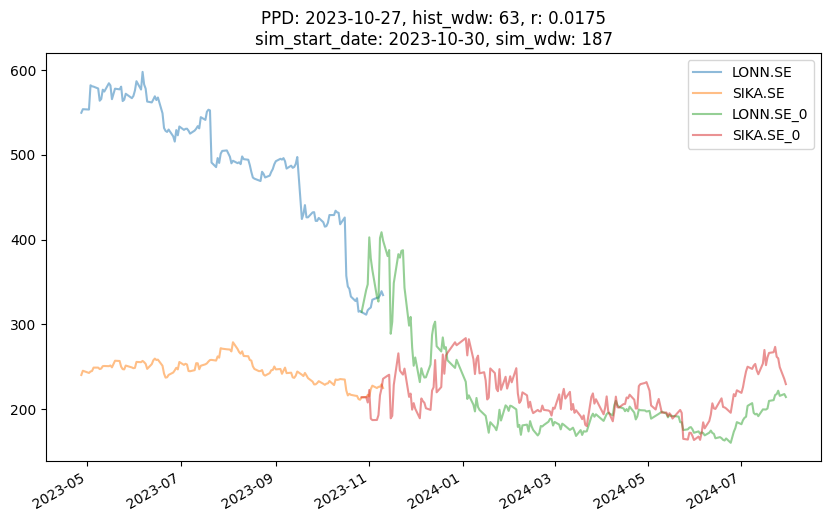 PPD: 2023-10-27, hist_wdw: 63, r: 0.0175
sim_start_date: 2023-10-30, sim_wdw: 187
600
500
400
300
200
LONN.SE
SIKA.SE
LONN.SE_0
SIKA.SE_0
2023-05
2023-07
2023-09
2023-11
2024-01
2024-03
2024-05
2024-07